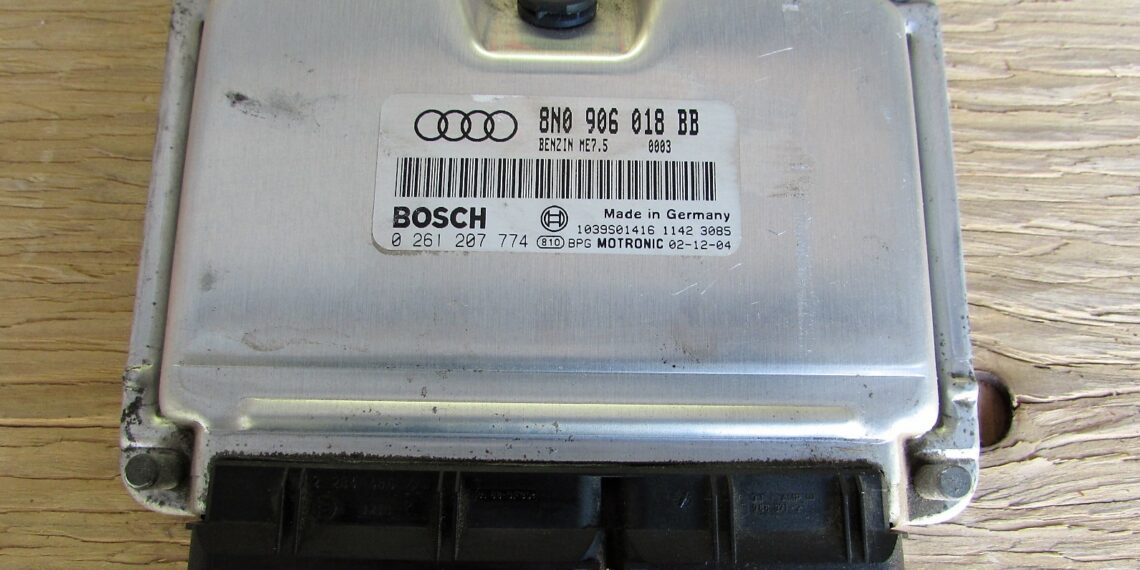 8N0 906 018 BB
BENZIN ME7.5 0003
BOSCH Made in Germany
1039S01416 1142 3085
0 261 207 774 810 BPG MOTRONIC 02-12-04